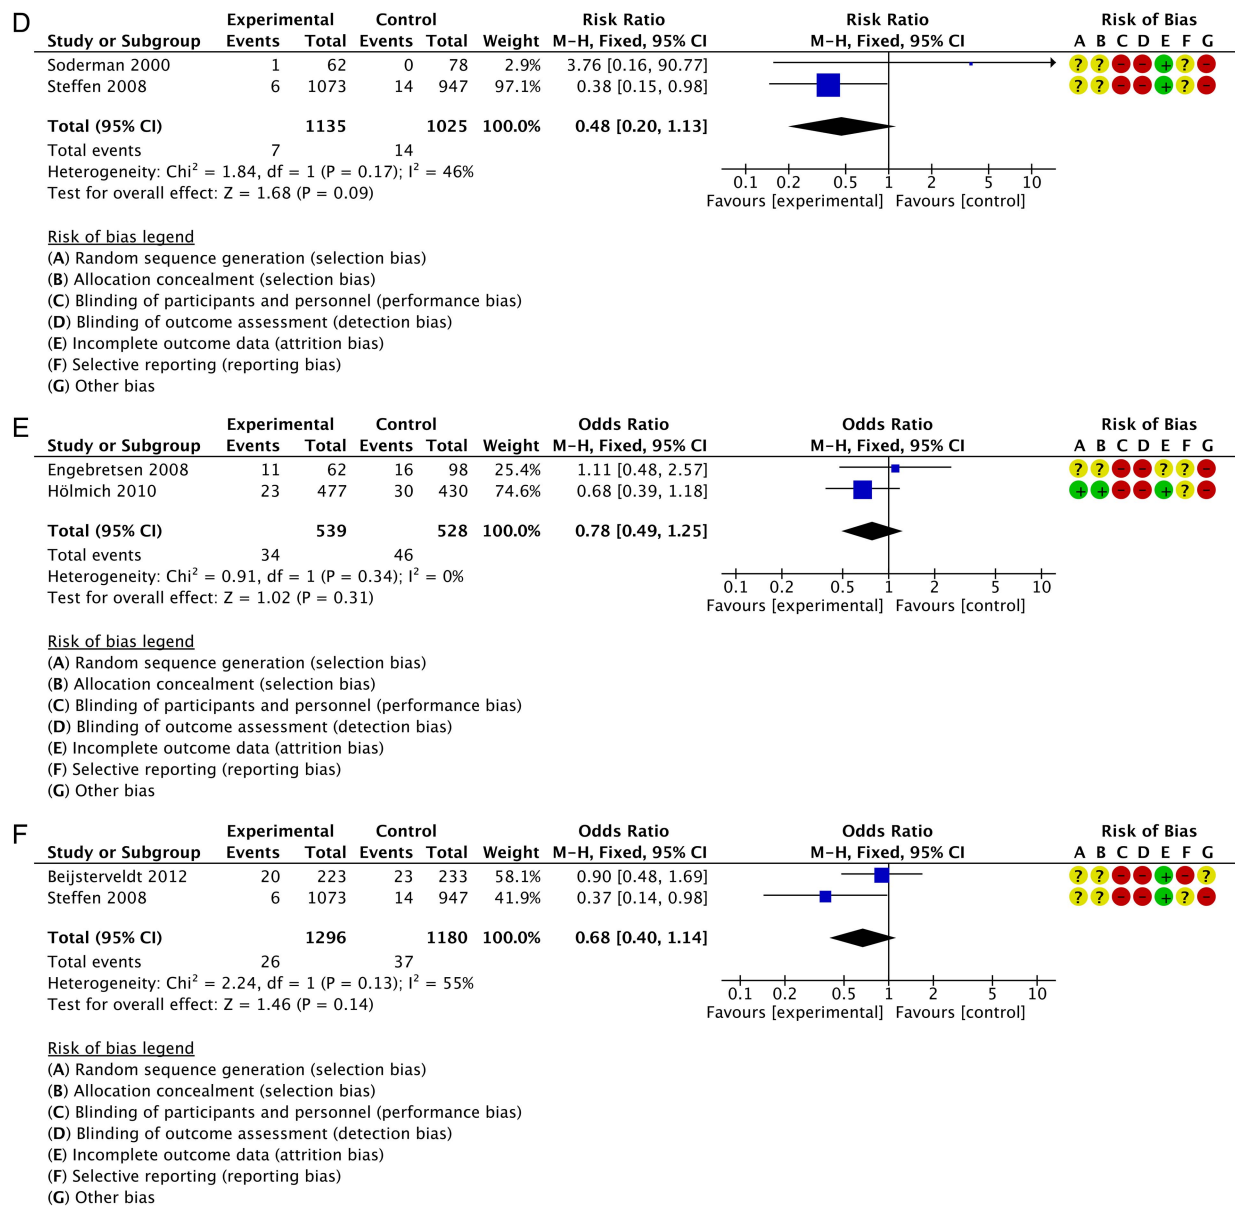 D Experimental Control Risk Ratio Risk Ratio Risk of Bias
Study or Subgroup Events Total Events Total Weight M-H, Fixed, 95% CI M-H, Fixed, 95% CI A B C D E F G
Soderman 2000 1 62 0 78 2.9% 3.76 [0.16, 90.77] ? ? - - + ? -
Steffen 2008 6 1073 14 947 97.1% 0.38 [0.15, 0.98] ? ? - - + ? -
Total (95% CI) 1135 1025 100.0% 0.48 [0.20, 1.13]
Total events 7 14
Heterogeneity: Chi² = 1.84, df = 1 (P = 0.17); I² = 46%
Test for overall effect: Z = 1.68 (P = 0.09)
0.1 0.2 0.5 1 2 5 10
Favours [experimental] Favours [control]
Risk of bias legend
(A) Random sequence generation (selection bias)
(B) Allocation concealment (selection bias)
(C) Blinding of participants and personnel (performance bias)
(D) Blinding of outcome assessment (detection bias)
(E) Incomplete outcome data (attrition bias)
(F) Selective reporting (reporting bias)
(G) Other bias
E Experimental Control Odds Ratio Odds Ratio Risk of Bias
Study or Subgroup Events Total Events Total Weight M-H, Fixed, 95% CI M-H, Fixed, 95% CI A B C D E F G
Engebretsen 2008 11 62 16 98 25.4% 1.11 [0.48, 2.57] ? ? - - ? ? -
Hölmich 2010 23 477 30 430 74.6% 0.68 [0.39, 1.18] + + - - + ? -
Total (95% CI) 539 528 100.0% 0.78 [0.49, 1.25]
Total events 34 46
Heterogeneity: Chi² = 0.91, df = 1 (P = 0.34); I² = 0%
Test for overall effect: Z = 1.02 (P = 0.31)
0.1 0.2 0.5 1 2 5 10
Favours [experimental] Favours [control]
Risk of bias legend
(A) Random sequence generation (selection bias)
(B) Allocation concealment (selection bias)
(C) Blinding of participants and personnel (performance bias)
(D) Blinding of outcome assessment (detection bias)
(E) Incomplete outcome data (attrition bias)
(F) Selective reporting (reporting bias)
(G) Other bias
F Experimental Control Odds Ratio Odds Ratio Risk of Bias
Study or Subgroup Events Total Events Total Weight M-H, Fixed, 95% CI M-H, Fixed, 95% CI A B C D E F G
Beijsterveldt 2012 20 223 23 233 58.1% 0.90 [0.48, 1.69] ? ? - - + - ?
Steffen 2008 6 1073 14 947 41.9% 0.37 [0.14, 0.98] ? ? - - + ? -
Total (95% CI) 1296 1180 100.0% 0.68 [0.40, 1.14]
Total events 26 37
Heterogeneity: Chi² = 2.24, df = 1 (P = 0.13); I² = 55%
Test for overall effect: Z = 1.46 (P = 0.14)
0.1 0.2 0.5 1 2 5 10
Favours [experimental] Favours [control]
Risk of bias legend
(A) Random sequence generation (selection bias)
(B) Allocation concealment (selection bias)
(C) Blinding of participants and personnel (performance bias)
(D) Blinding of outcome assessment (detection bias)
(E) Incomplete outcome data (attrition bias)
(F) Selective reporting (reporting bias)
(G) Other bias